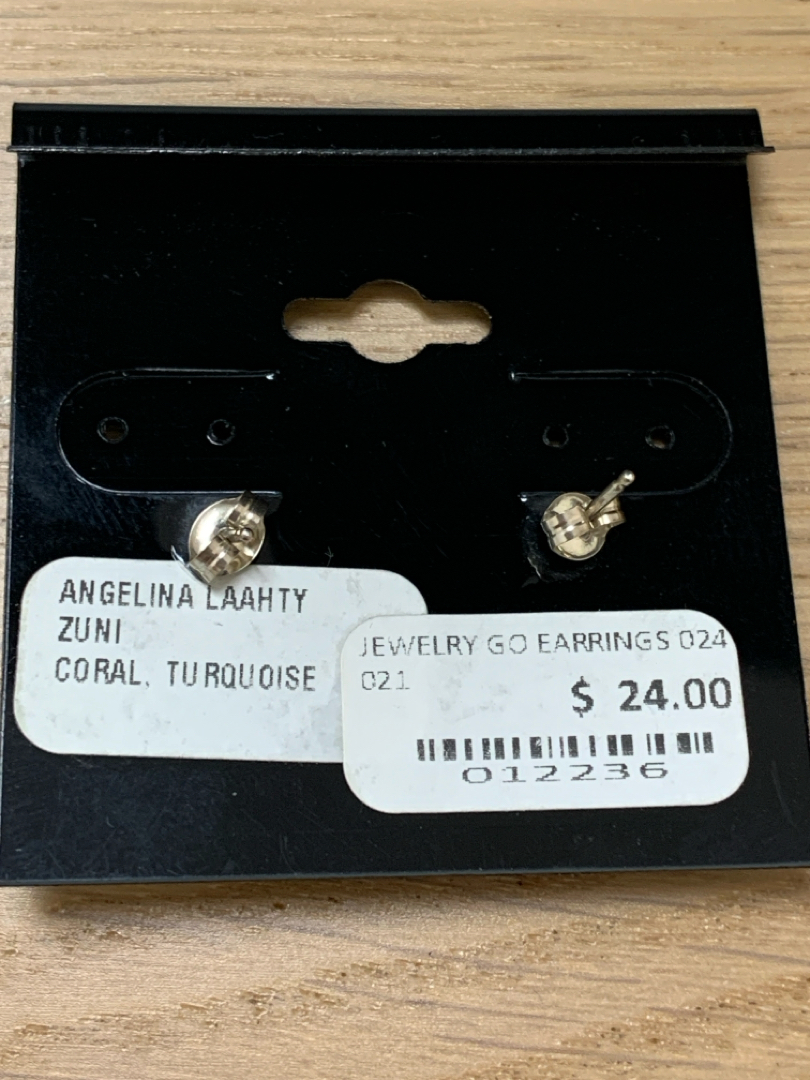 ANGELINA LAAHTY
ZUNI
CORAL, TURQUOISE
JEWELRY GO EARRINGS 024
021
$ 24.00
012236